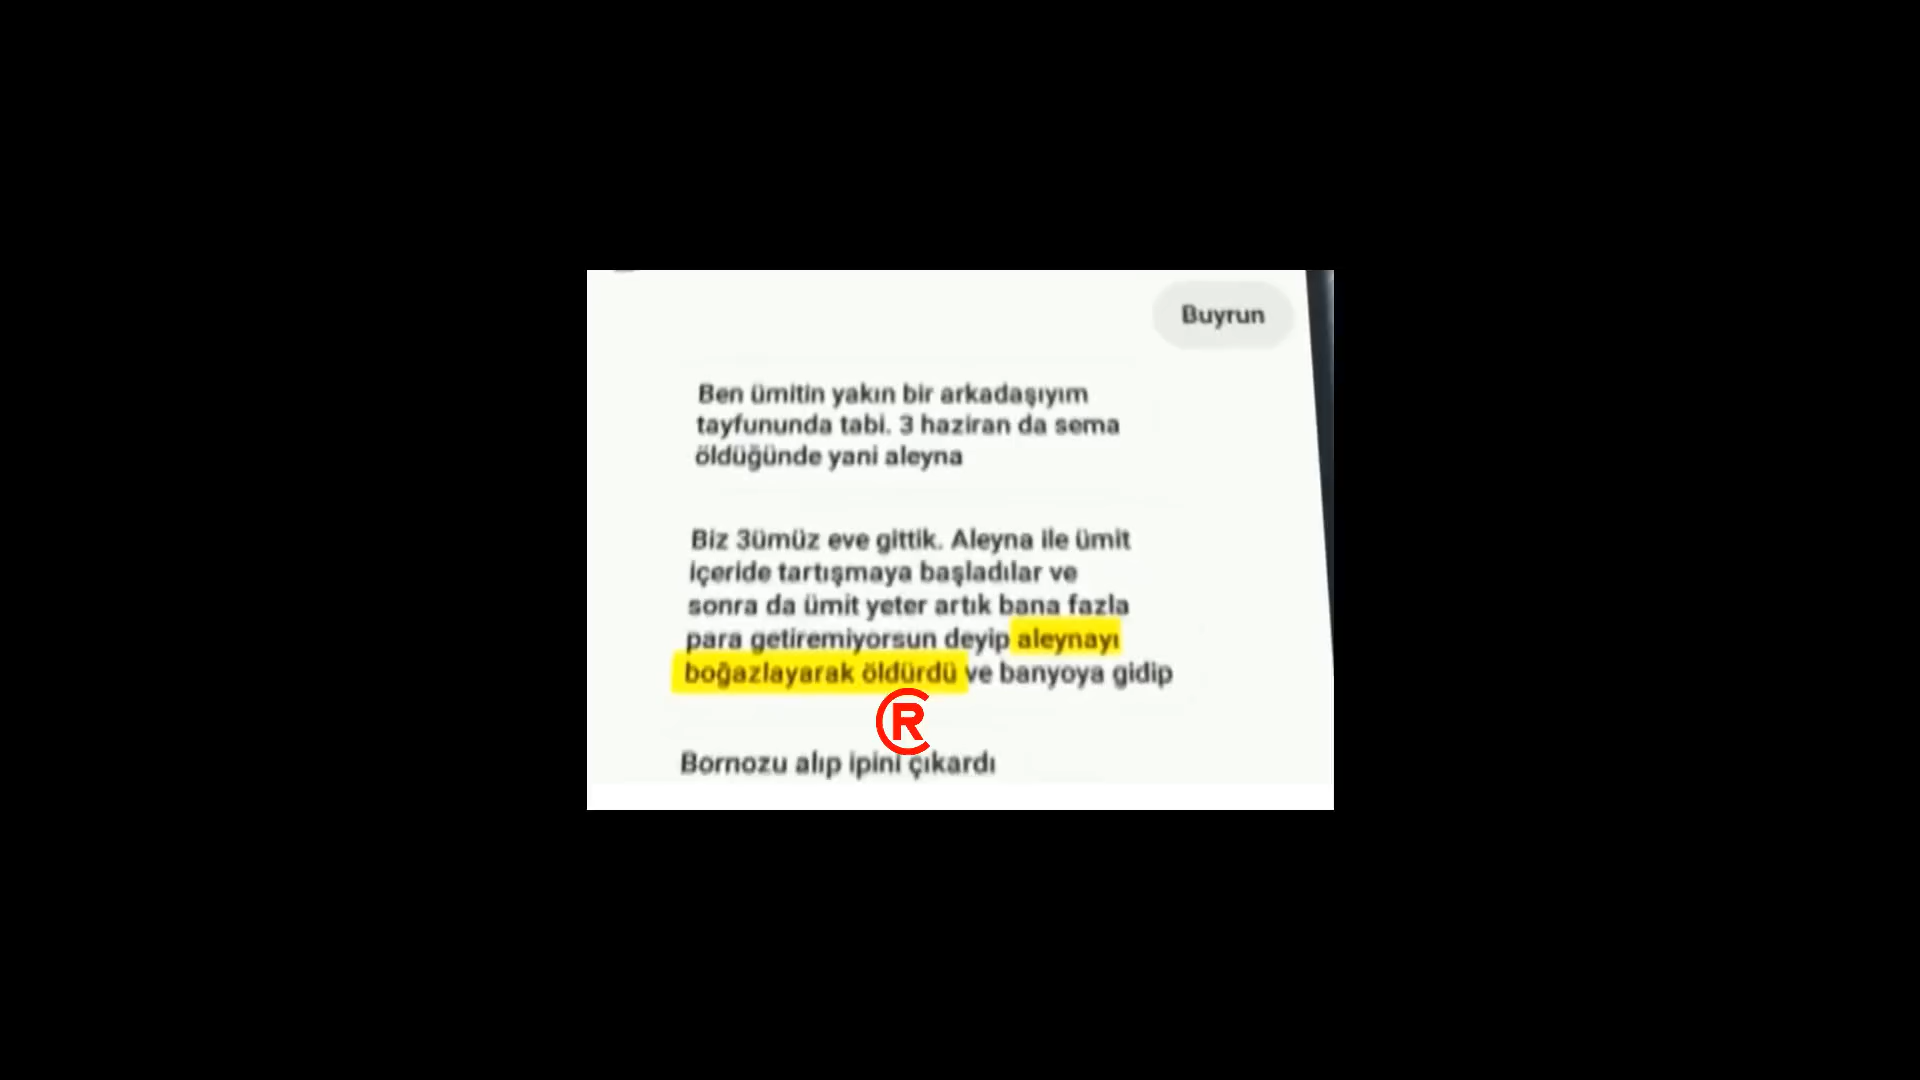 Buyrun
Ben ümitin yakın bir arkadaşıyım
tayfununda tabi. 3 haziran da sema
öldüğünde yani aleyna
Biz 3ümüz eve gittik. Aleyna ile ümit
içeride tartışmaya başladılar ve
sonra da ümit yeter artık bana fazla
para getiremiyorsun deyip aleynayı
boğazlayarak öldürdü ve banyoya gidip
R
Bornozu alıp ipini çıkardı